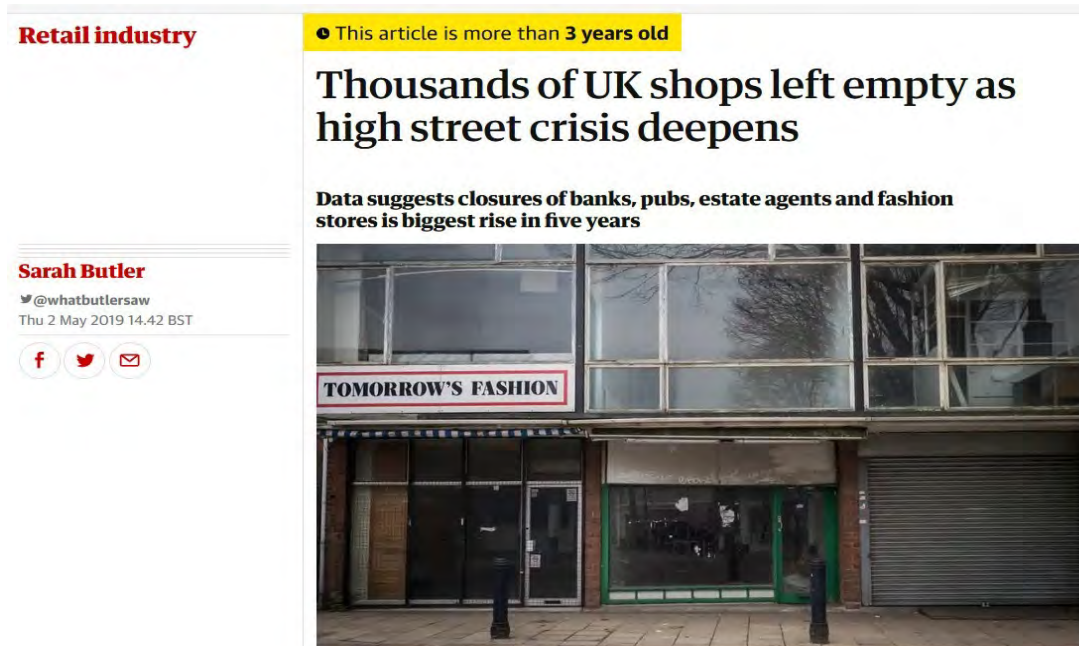 Retail industry
This article is more than 3 years old
Thousands of UK shops left empty as
high street crisis deepens
Data suggests closures of banks, pubs, estate agents and fashion
stores is biggest rise in five years
Sarah Butler
@whatbutlersaw
Thu 2 May 2019 14.42 BST
TOMORROW'S FASHION